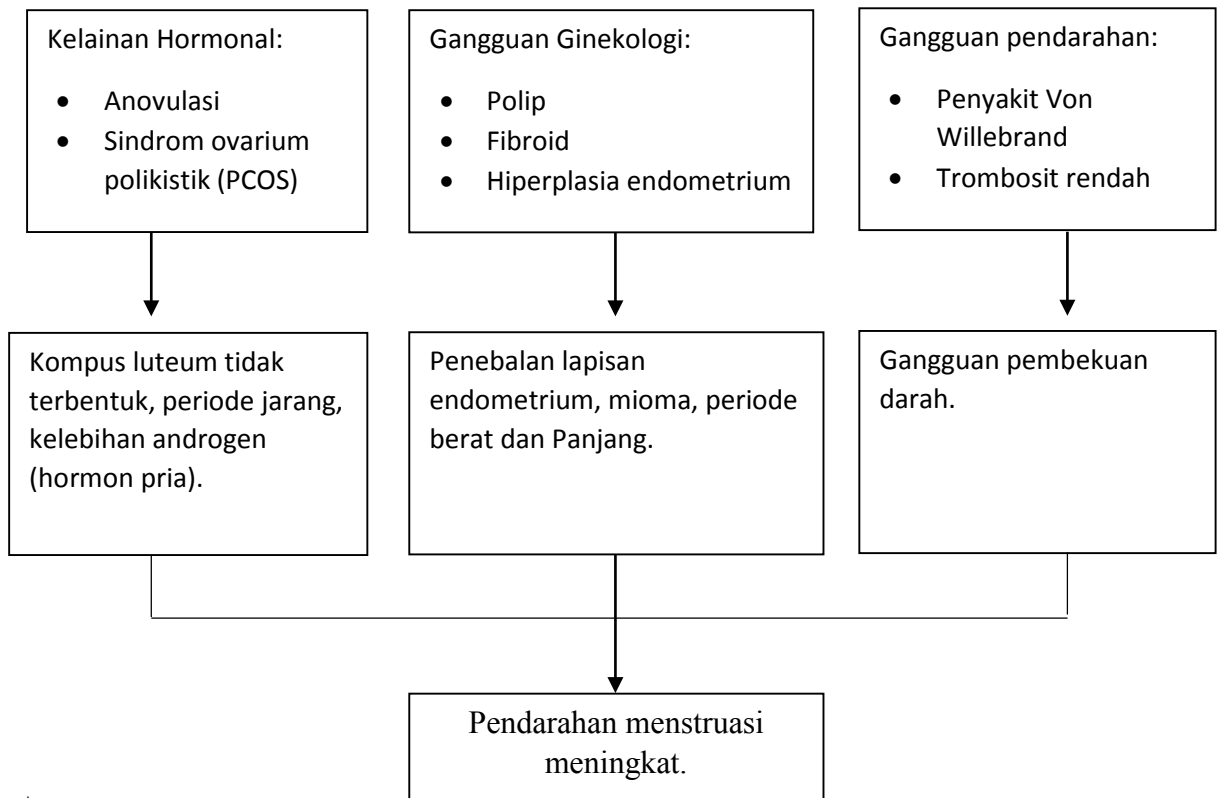 Kelainan Hormonal:
• Anovulasi
• Sindrom ovarium
polikistik (PCOS)
Gangguan Ginekologi:
• Polip
• Fibroid
• Hiperplasia endometrium
Gangguan pendarahan:
• Penyakit Von
Willebrand
• Trombosit rendah
Kompus luteum tidak
terbentuk, periode jarang,
kelebihan androgen
(hormon pria).
Penebalan lapisan
endometrium, mioma, periode
berat dan Panjang.
Gangguan pembekuan
darah.
Pendarahan menstruasi
meningkat.